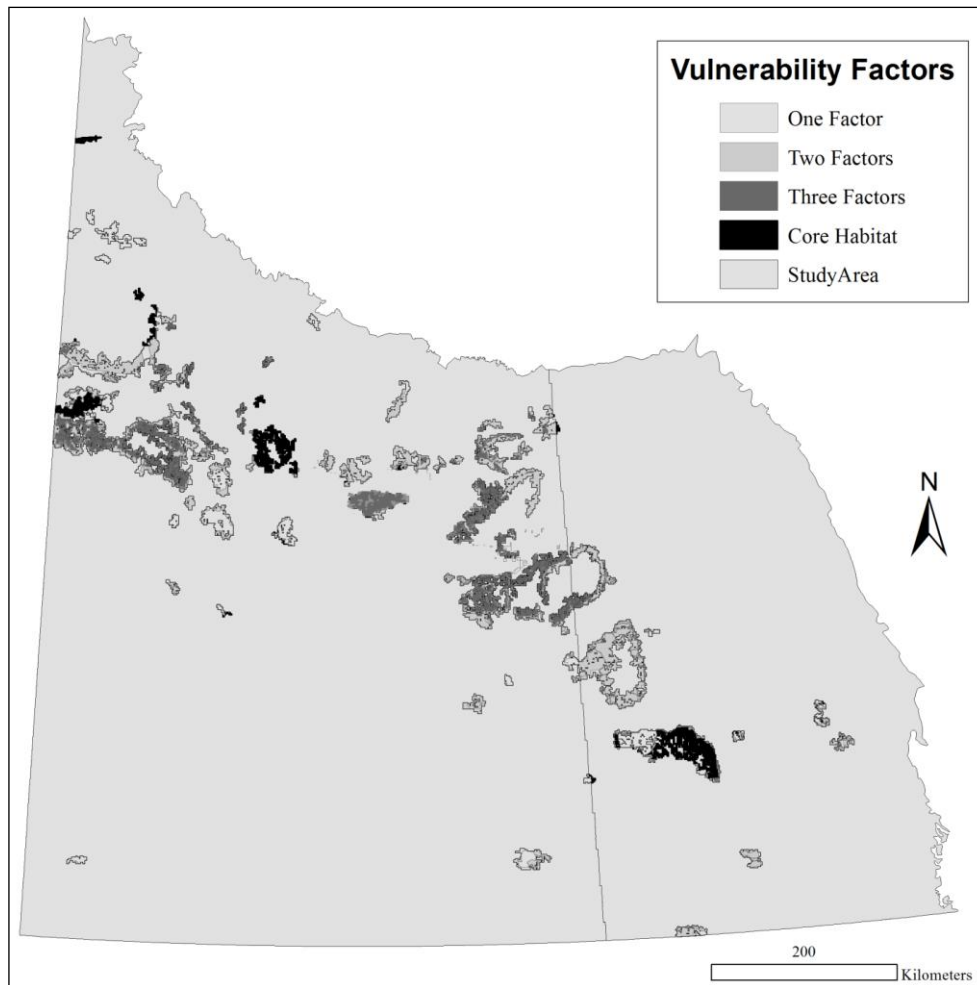 Vulnerability Factors
One Factor
Two Factors
Three Factors
Core Habitat
StudyArea
N
200
Kilometers